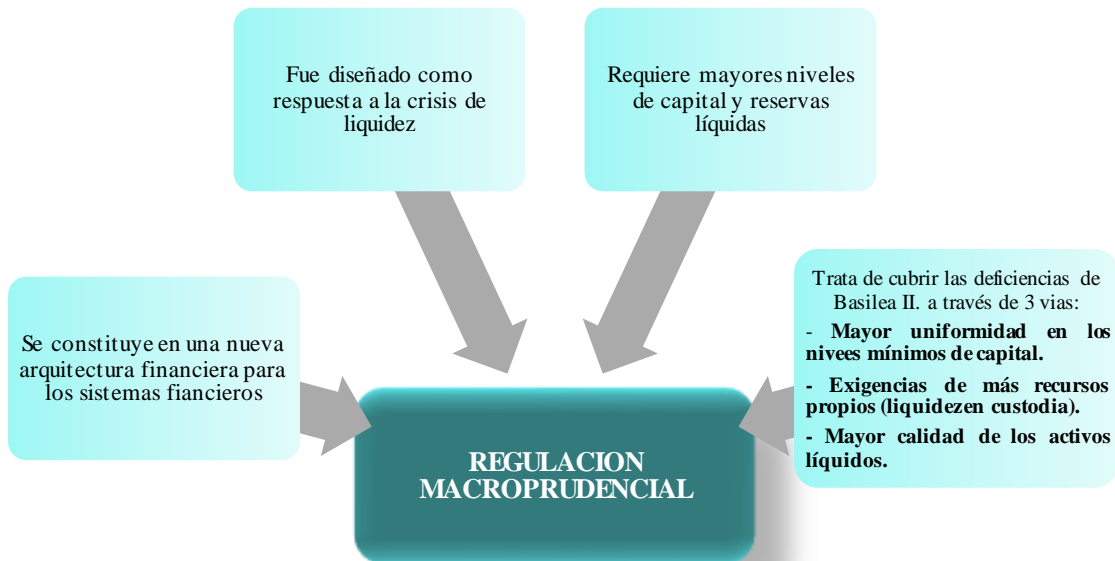 Fue diseñado como
respuesta a la crisis de
liquidez
Requiere mayores niveles
de capital y reservas
líquidas
Se constituye en una nueva
arquitectura financiera para
los sistemas fiancieros
Trata de cubrir las deficiencias de
Basilea II. a través de 3 vias:
- Mayor uniformidad en los
nivees mínimos de capital.
- Exigencias de más recursos
propios (liquidezen custodia).
- Mayor calidad de los activos
líquidos.
REGULACION
MACROPRUDENCIAL